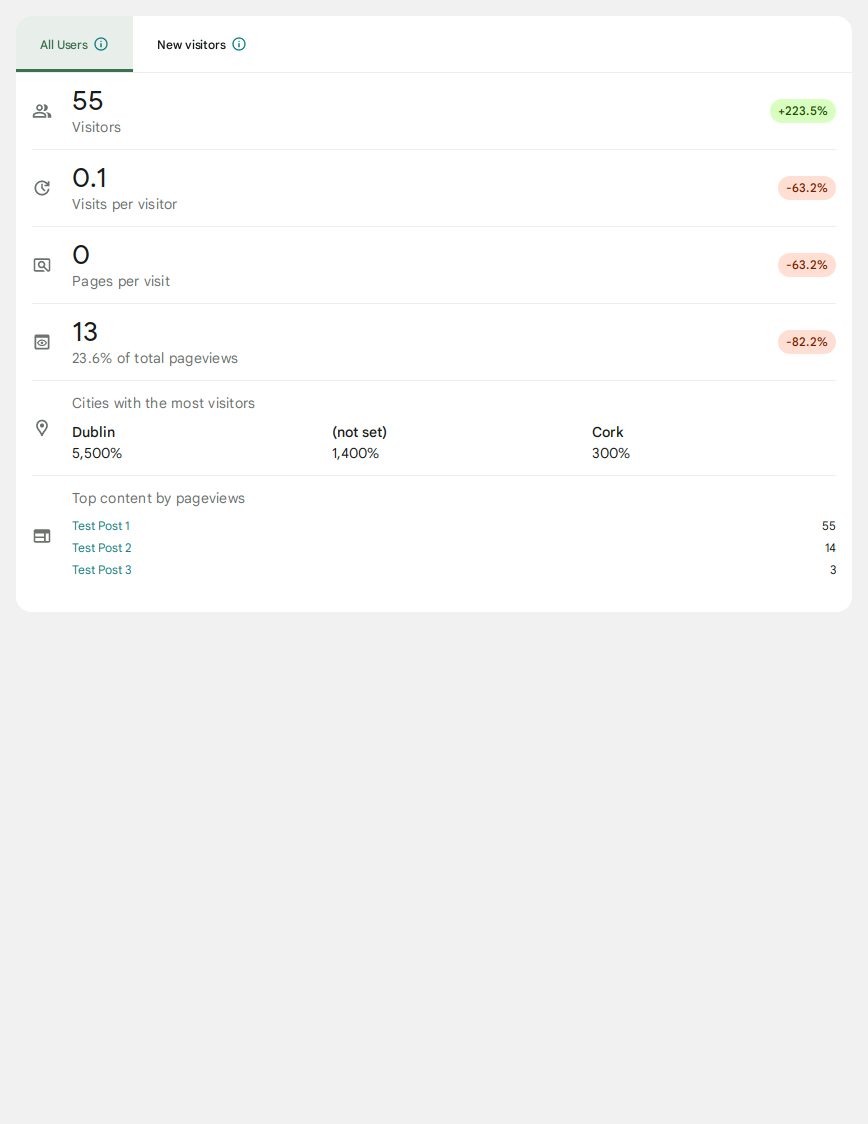 All Users
New visitors
55
Visitors
+223.5%
0.1
Visits per visitor
-63.2%
0
Pages per visit
-63.2%
13
23.6% of total pageviews
-82.2%
Cities with the most visitors
Dublin (not set) Cork
5,500% 1,400% 300%
Top content by pageviews
Test Post 1 55
Test Post 2 14
Test Post 3 3